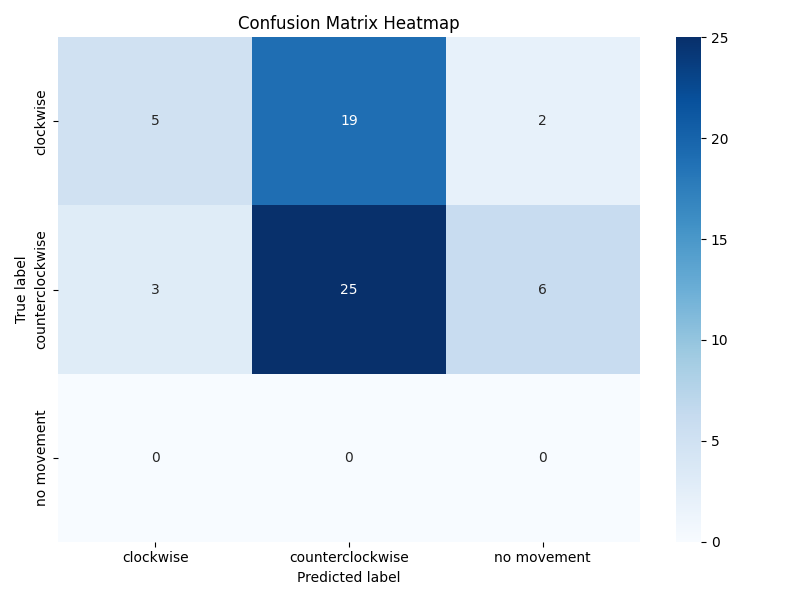 Confusion Matrix Heatmap
True label
clockwise
5 19 2
counterclockwise
3 25 6
no movement
0 0 0
clockwise counterclockwise no movement
Predicted label
25
20
15
10
5
0